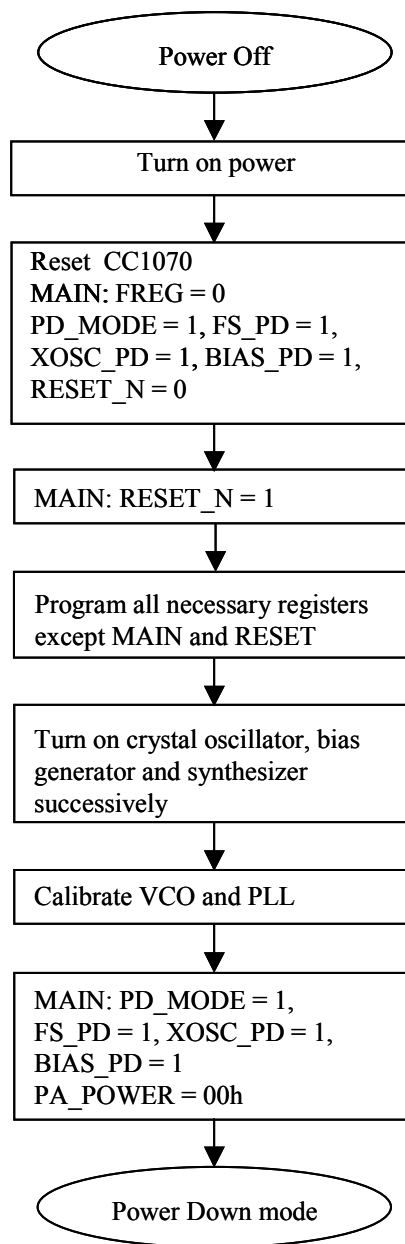 Power Off
Turn on power
Reset CC1070
MAIN: FREG = 0
PD_MODE = 1, FS_PD = 1,
XOSC_PD = 1, BIAS_PD = 1,
RESET_N = 0
MAIN: RESET_N = 1
Program all necessary registers
except MAIN and RESET
Turn on crystal oscillator, bias
generator and synthesizer
successively
Calibrate VCO and PLL
MAIN: PD_MODE = 1,
FS_PD = 1, XOSC_PD = 1,
BIAS_PD = 1
PA_POWER = 00h
Power Down mode